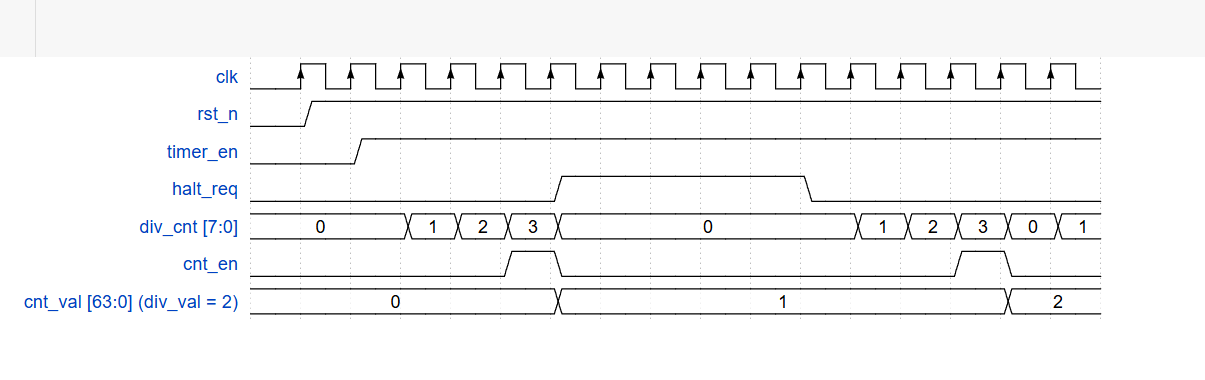 clk
rst_n
timer_en
halt_req
div_cnt [7:0] 0 1 2 3 0 1 2 3 0 1
cnt_en
cnt_val [63:0] (div_val = 2) 0 1 2